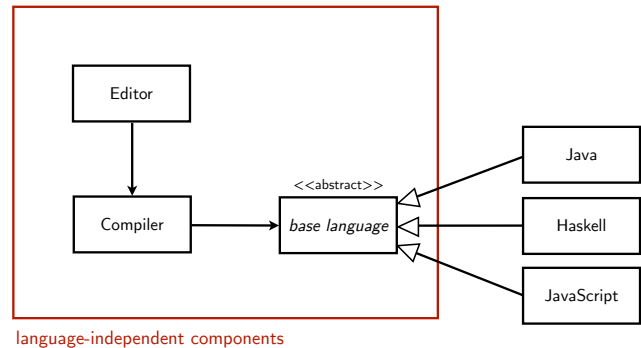 Editor
<<abstract>>
Java
Compiler
base language
Haskell
JavaScript
language-independent components